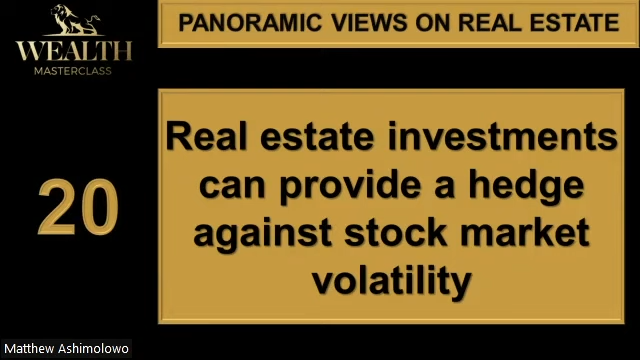 WEALTH
MASTERCLASS
PANORAMIC VIEWS ON REAL ESTATE
20
Real estate investments
can provide a hedge
against stock market
volatility
Matthew Ashimolowo